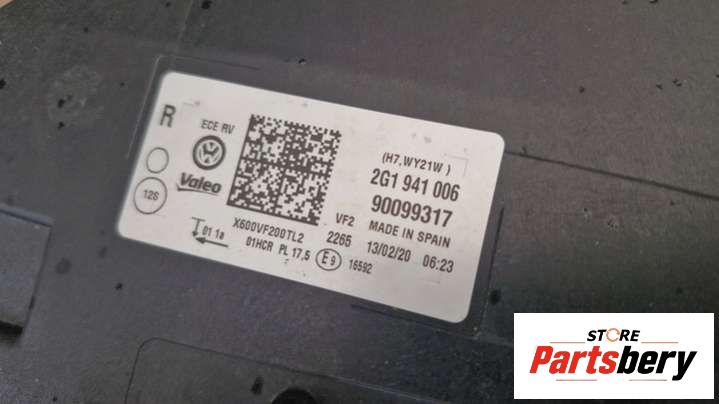 R
ECE RV
Valeo
12S
(H7,WY21W)
2G1 941 006
90099317
MADE IN SPAIN
13/02/20 06:23
X600VF200TL2
VF2
01 1a
01HCR PL 17,5
2265
E9
16592
STORE
Partsbery